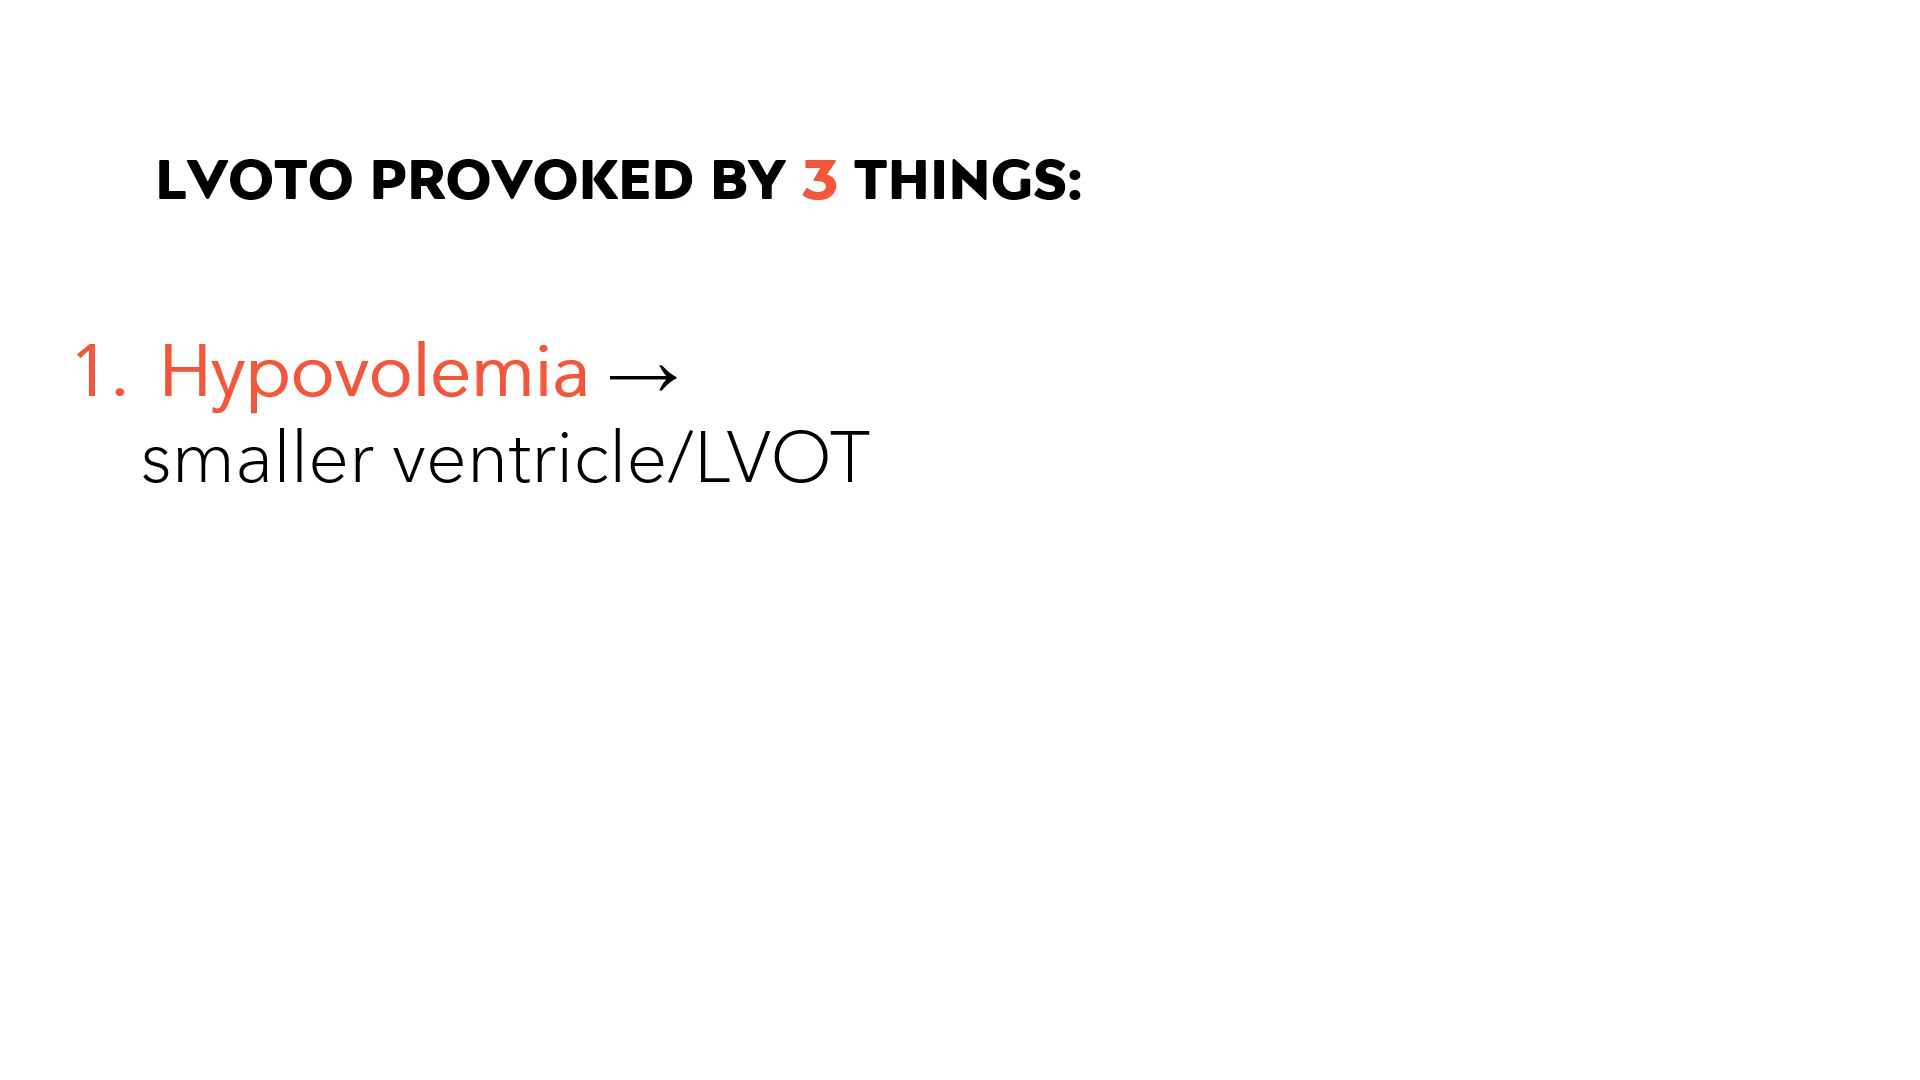 LVOTO PROVOKED BY 3 THINGS:
1. Hypovolemia →
smaller ventricle/LVOT